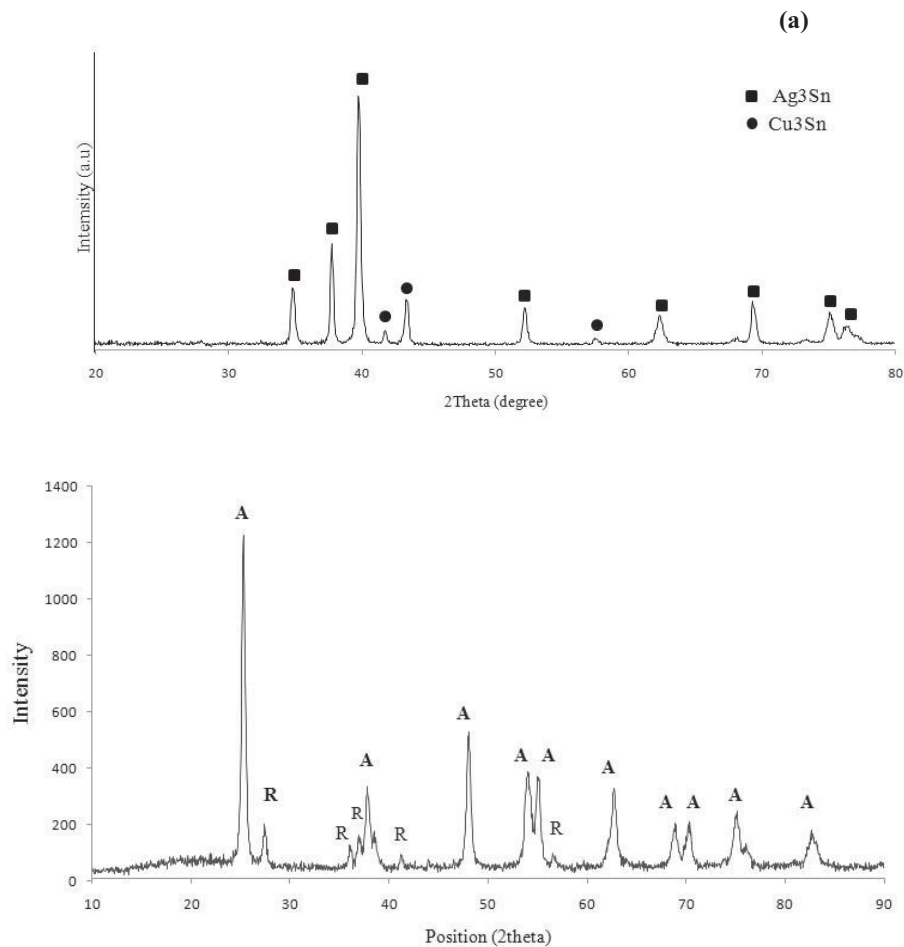 (a)
■ Ag3Sn
● Cu3Sn
Intemsity (a.u)
20 30 40 50 60 70 80
2Theta (degree)
1400
1200
1000
800
600
400
200
0
Intensity
A
R
R
R
A
R
A
A
A
R
A
A
A
A
A
10 20 30 40 50 60 70 80 90
Position (2theta)